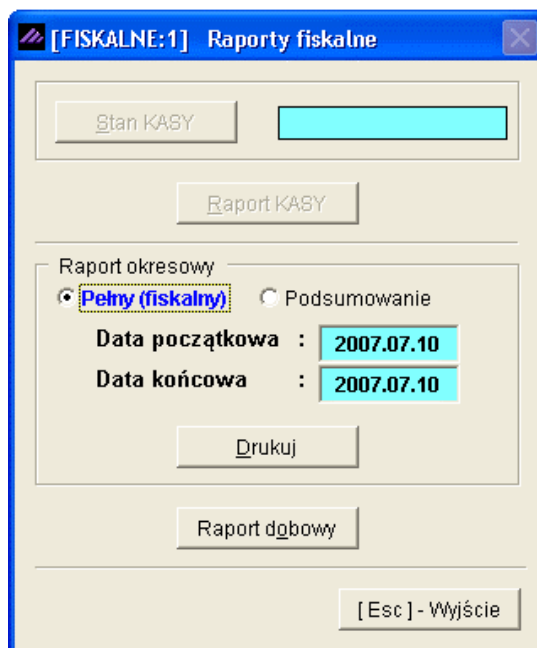 [FISKALNE:1] Raporty fiskalne
Stan KASY
Raport KASY
Raport okresowy
Pełny (fiskalny) Podsumowanie
Data początkowa : 2007.07.10
Data końcowa : 2007.07.10
Drukuj
Raport dobowy
[ Esc ] - Wyjście